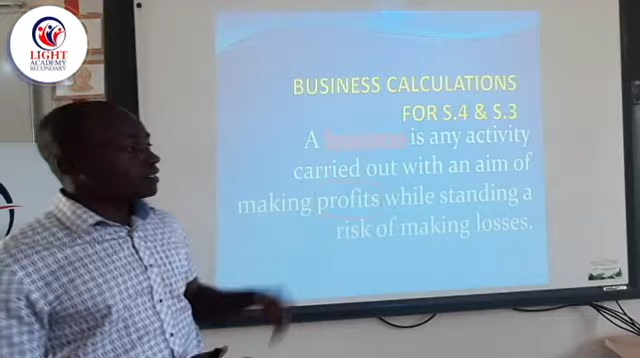 LIGHT
ACADEMY
SECONDARY
BUSINESS CALCULATIONS
FOR S.4 & S.3
A is any activity
carried out with an aim of
making profits while standing a
risk of making losses.